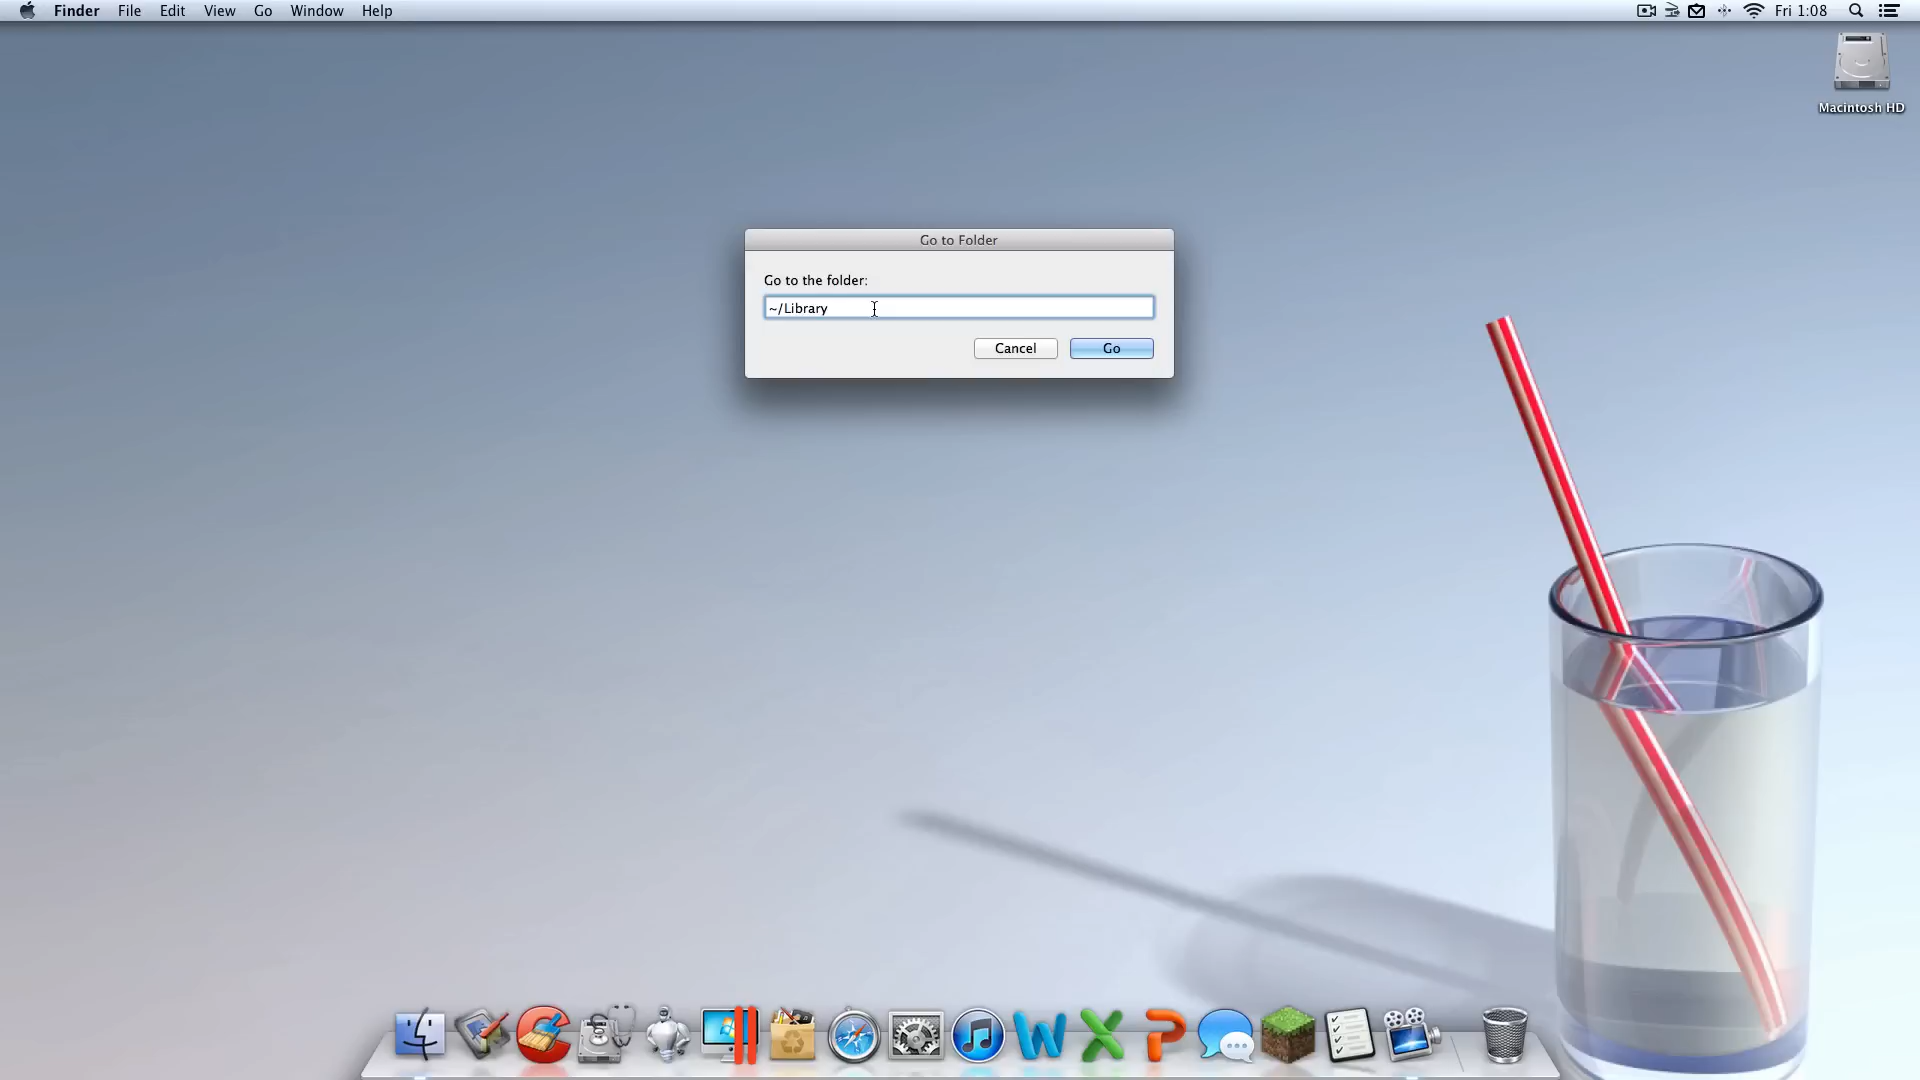 Finder File Edit View Go Window Help Fri 1:08
Macintosh HD
Go to Folder
Go to the folder:
~/Library
Cancel Go